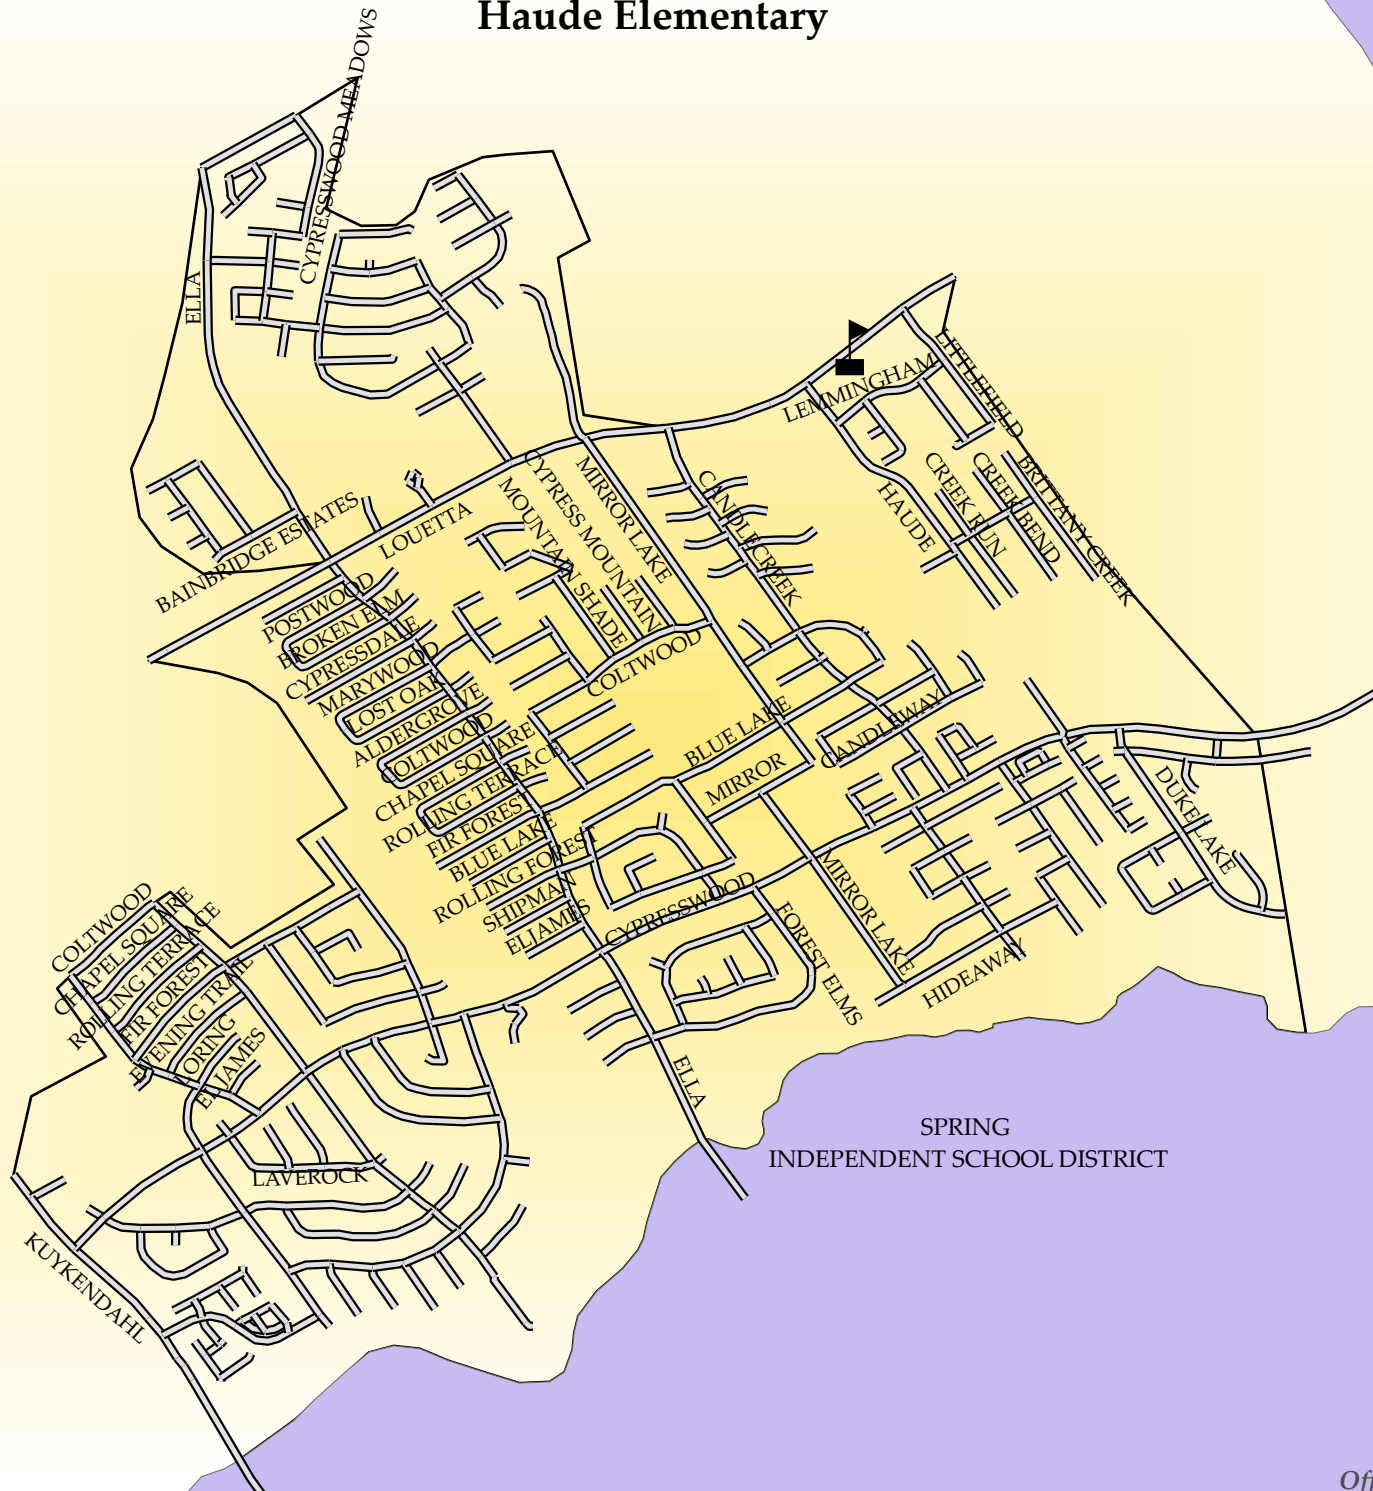 Haude Elementary
CYPRESSWOOD MEADOWS
ELLA
LITTLEFIELD
LEMMINGHAM
BAINBRIDGE ESTATES
LOUETTA
CYPRESS MOUNTAIN
MIRROR LAKE
MOUNTAIN SHADE
CANDLECREEK
HAUDE
CREEK RUN
CREEKBEND
BRITTANY CREEK
POSTWOOD
BROKEN ELM
CYPRESSDALE
MARYWOOD
LOST OAK
ALDERGROVE
COLTWOOD
CHAPEL SQUARE
ROLLING TERRACE
FIR FOREST
BLUE LAKE
ROLLING FOREST
SHIPMAN
ELJAMES
COLTWOOD
BLUE LAKE
MIRROR
CANDLEWAY
DUKE LAKE
CYPRESSWOOD
MIRROR LAKE
FOREST ELMS
HIDEAWAY
COLTWOOD
CHAPEL SQUARE
ROLLING TERRACE
FIR FOREST
EVENING TRAIL
LORING
ELJAMES
ELLA
LAVEROCK
KUYKENDAHL
SPRING
INDEPENDENT SCHOOL DISTRICT